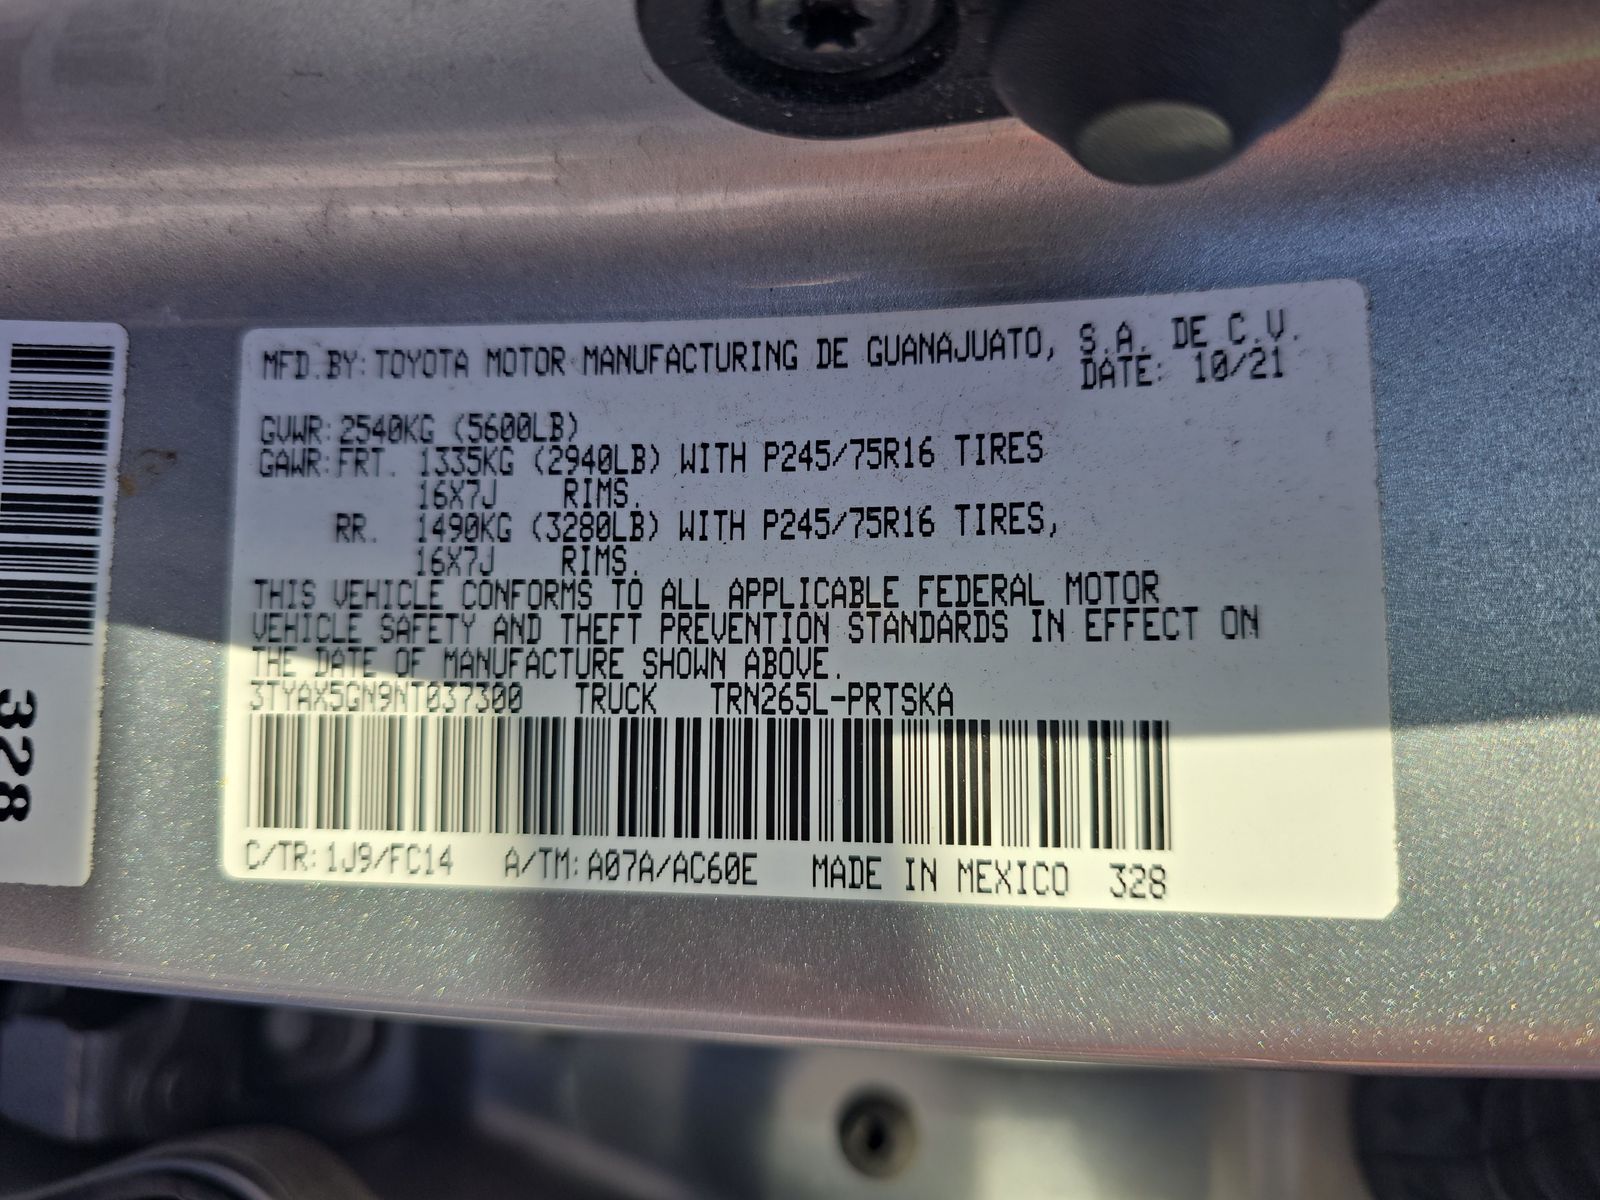 MFD.BY: TOYOTA MOTOR MANUFACTURING DE GUANAJUATO, S.A. DE C.V.
DATE: 10/21
GVWR: 2540KG (5600LB)
GAWR: FRT. 1335KG (2940LB) WITH P245/75R16 TIRES
16X7J RIMS.
RR. 1490KG (3280LB) WITH P245/75R16 TIRES,
16X7J RIMS.
THIS VEHICLE CONFORMS TO ALL APPLICABLE FEDERAL MOTOR
VEHICLE SAFETY AND THEFT PREVENTION STANDARDS IN EFFECT ON
THE DATE OF MANUFACTURE SHOWN ABOVE.
3TYAX5GN9NT037300 TRUCK TRN265L-PRTSKA
C/TR: 1J9/FC14 A/TM: A07A/AC60E MADE IN MEXICO 328
328